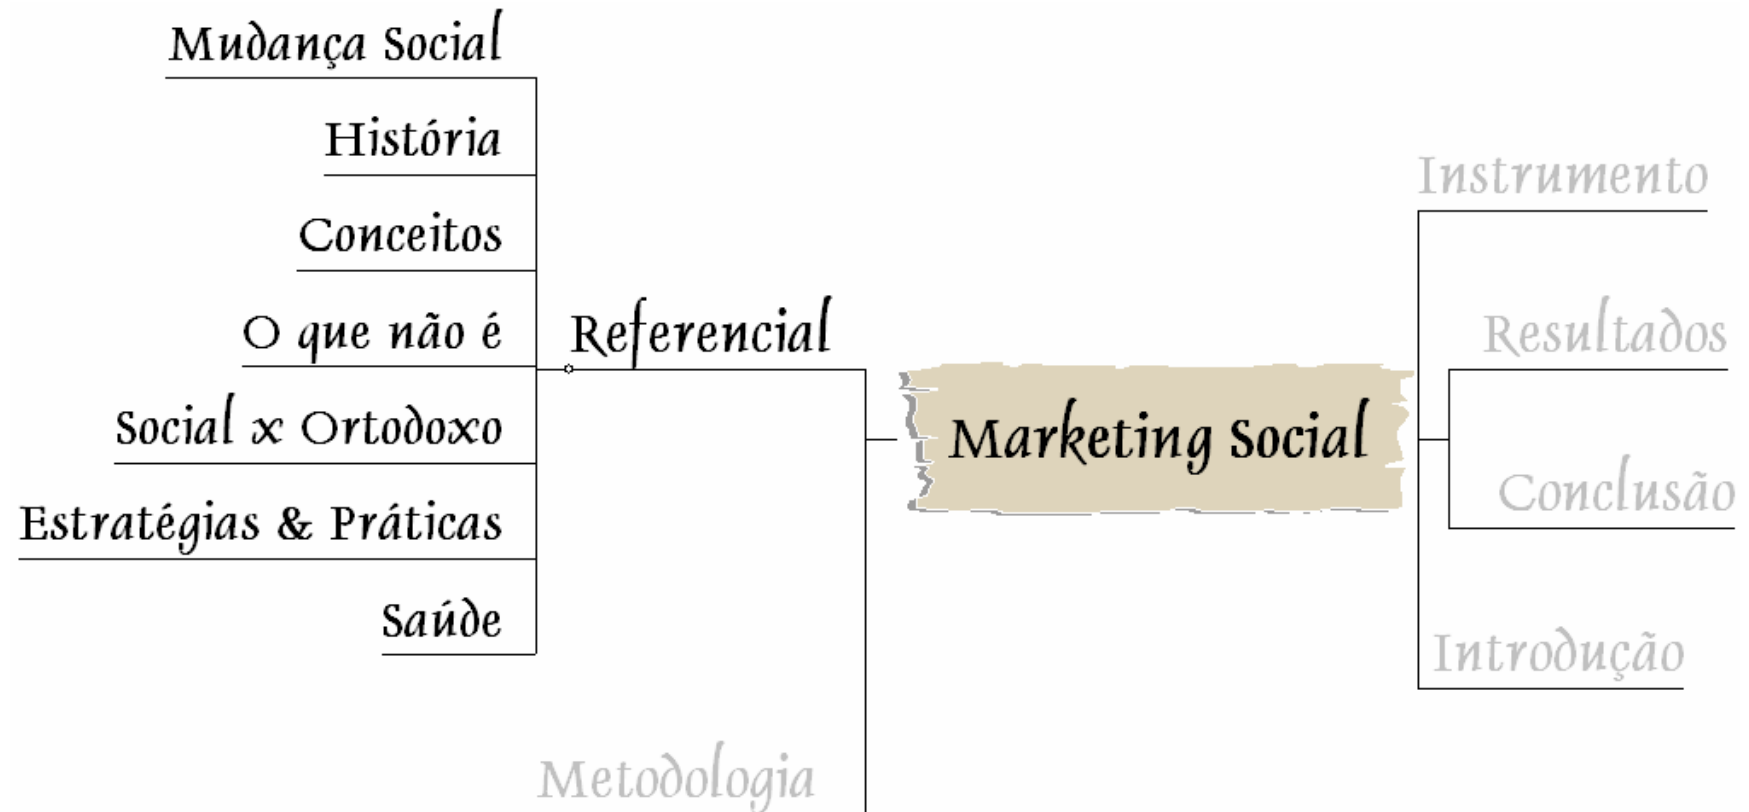 Mudança Social
História
Conceitos
O que não é
Social x Ortodoxo
Estratégias & Práticas
Saúde
Referencial
Metodologia
Marketing Social
Instrumento
Resultados
Conclusão
Introdução